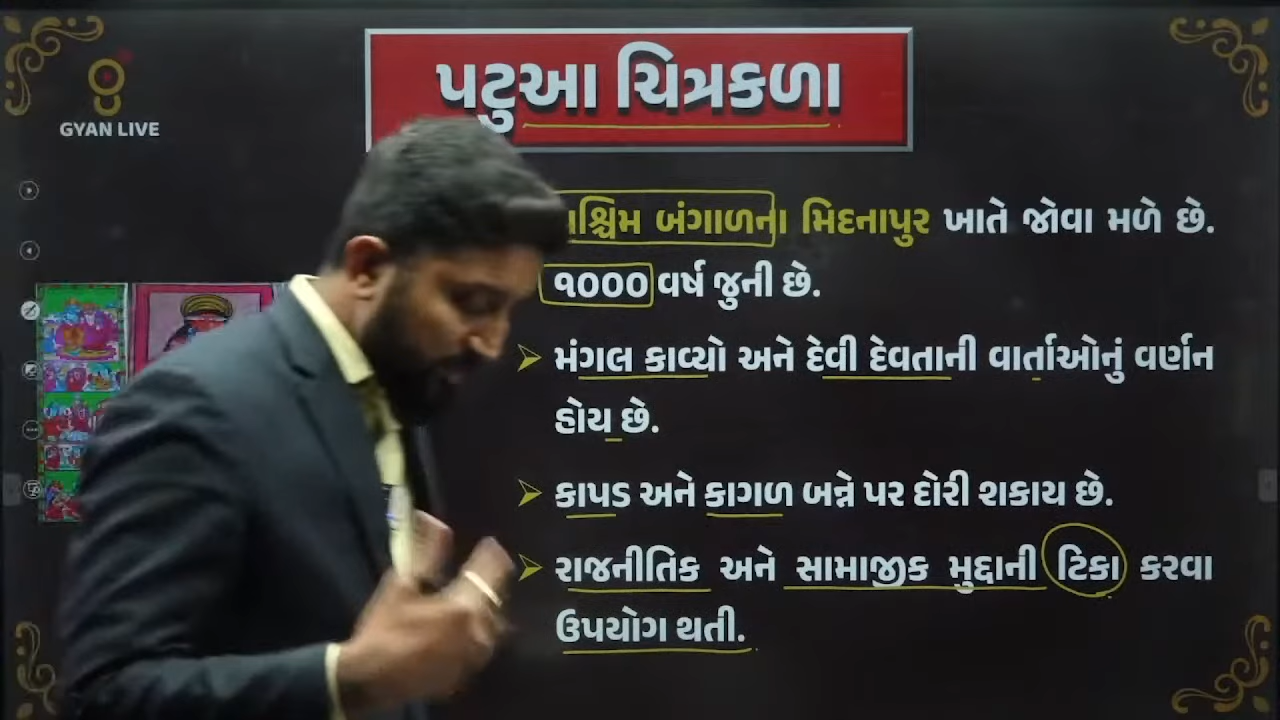 પટુઆ ચિત્રકળા
GYAN LIVE
બંગાળના મિદનાપુર ખાતે જોવા મળે છે.
૧000 વર્ષ જુની છે.
મંગલ કાવ્યો અને દેવી દેવતાની વાર્તાઓનું વર્ણન
હોય છે.
કાપડ અને કાગળ બન્ને પર દોરી શકાય છે.
રાજનીતિક અને સામાજીક મુદ્દાની ટિકા કરવા
ઉપયોગ થતી.